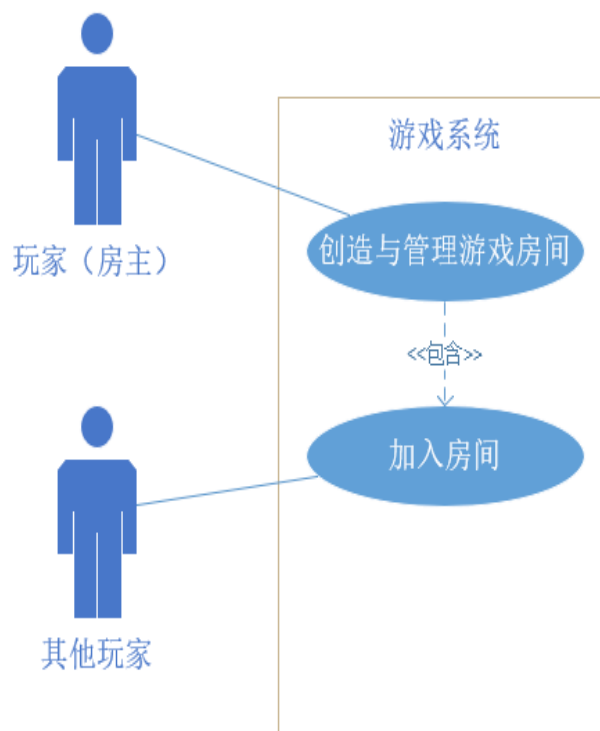 游戏系统
创造与管理游戏房间
玩家（房主）
<<包含>>
加入房间
其他玩家